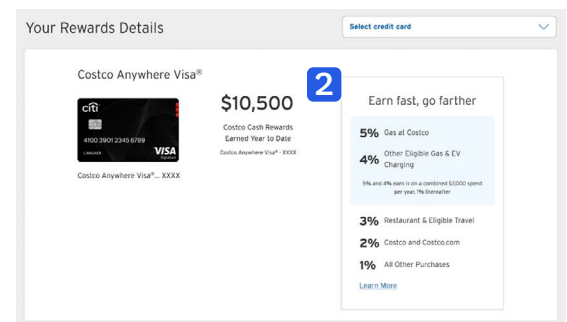 Your Rewards Details
Select credit card
Costco Anywhere Visa®
citi
4100 3901 2345 6789
L WALKER
VISA
Signature
Costco Anywhere Visa®... XXXX
$10,500
Costco Cash Rewards
Earned Year to Date
Costco Anywhere Visa® - XXXX
2
Earn fast, go farther
5% Gas at Costco
4% Other Eligible Gas & EV
Charging
5% and 4% earn is on a combined $7,000 spend
per year, 1% thereafter
3% Restaurant & Eligible Travel
2% Costco and Costco.com
1% All Other Purchases
Learn More